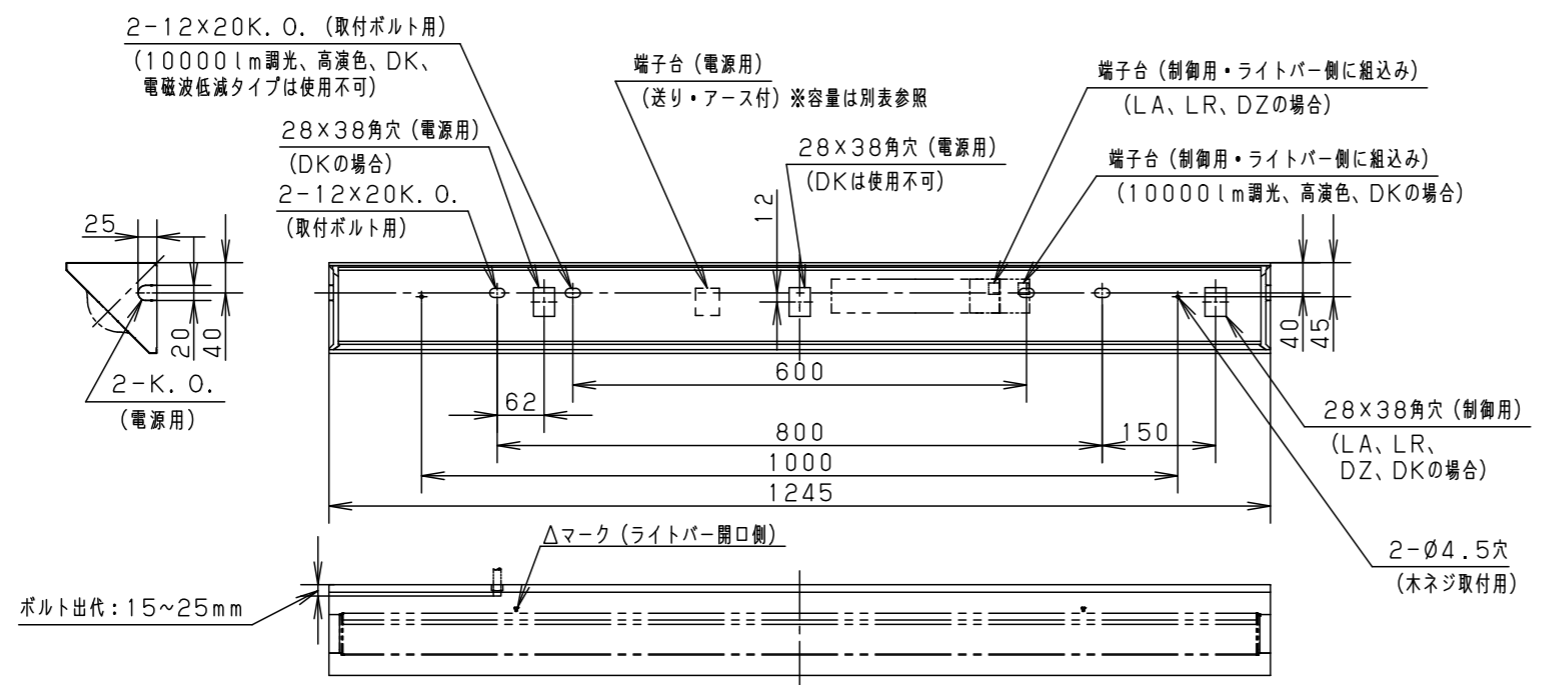 2-12×20K.O.(取付ボルト用)
(10000lm調光、高演色、DK、
電磁波低減タイプは使用不可)
端子台(電源用)
(送り・アース付)※容量は別表参照
端子台(制御用・ライトバー側に組込み)
(LA、LR、DZの場合)
28×38角穴(電源用)
(DKの場合)
28×38角穴(電源用)
(DKは使用不可)
端子台(制御用・ライトバー側に組込み)
(10000lm調光、高演色、DKの場合)
2-12×20K.O.
(取付ボルト用)
12
25
20
40
2-K.O.
(電源用)
40
45
600
62
28×38角穴(制御用)
(LA、LR、
DZ、DKの場合)
800
150
1000
1245
△マーク(ライトバー開口側)
2-Ø4.5穴
(木ネジ取付用)
ボルト出代:15~25mm